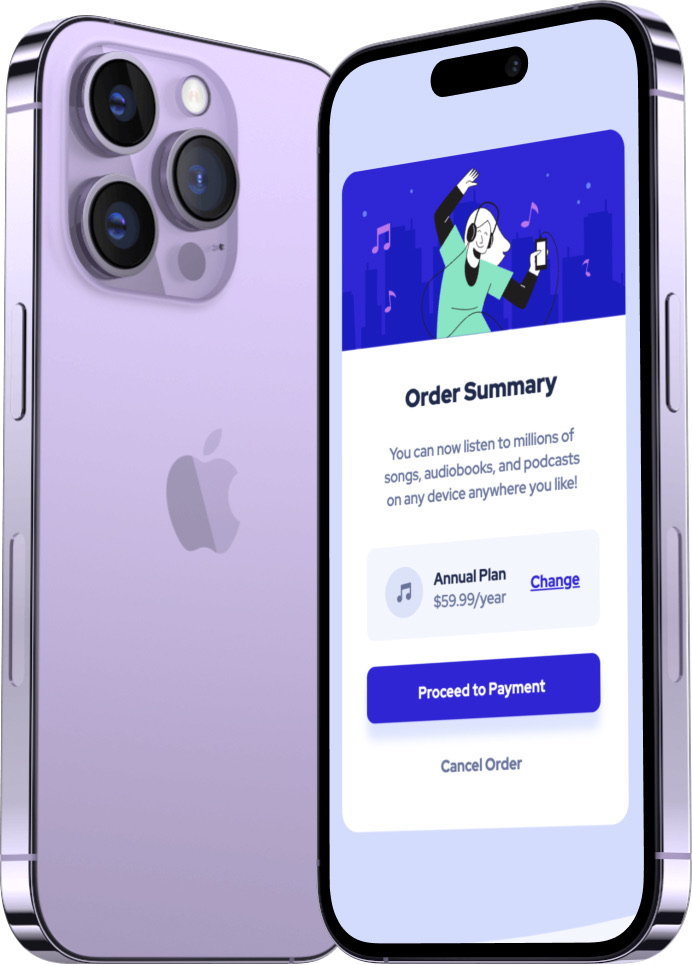 Order Summary
You can now listen to millions of
songs, audiobooks, and podcasts
on any device anywhere you like!
Annual Plan
$59.99/year
Change
Proceed to Payment
Cancel Order